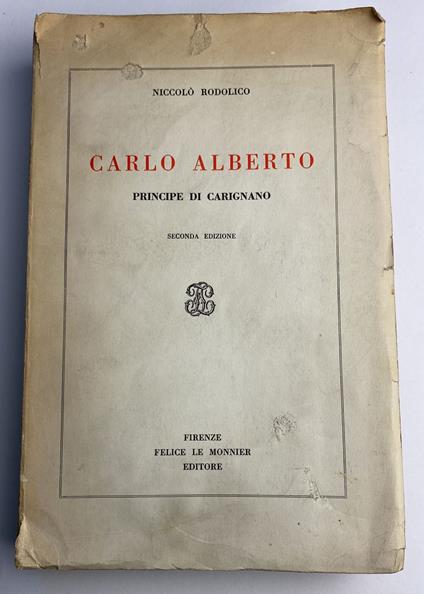 NICCOLÒ RODOLICO
CARLO ALBERTO
PRINCIPE DI CARIGNANO
SECONDA EDIZIONE
FIRENZE
FELICE LE MONNIER
EDITORE